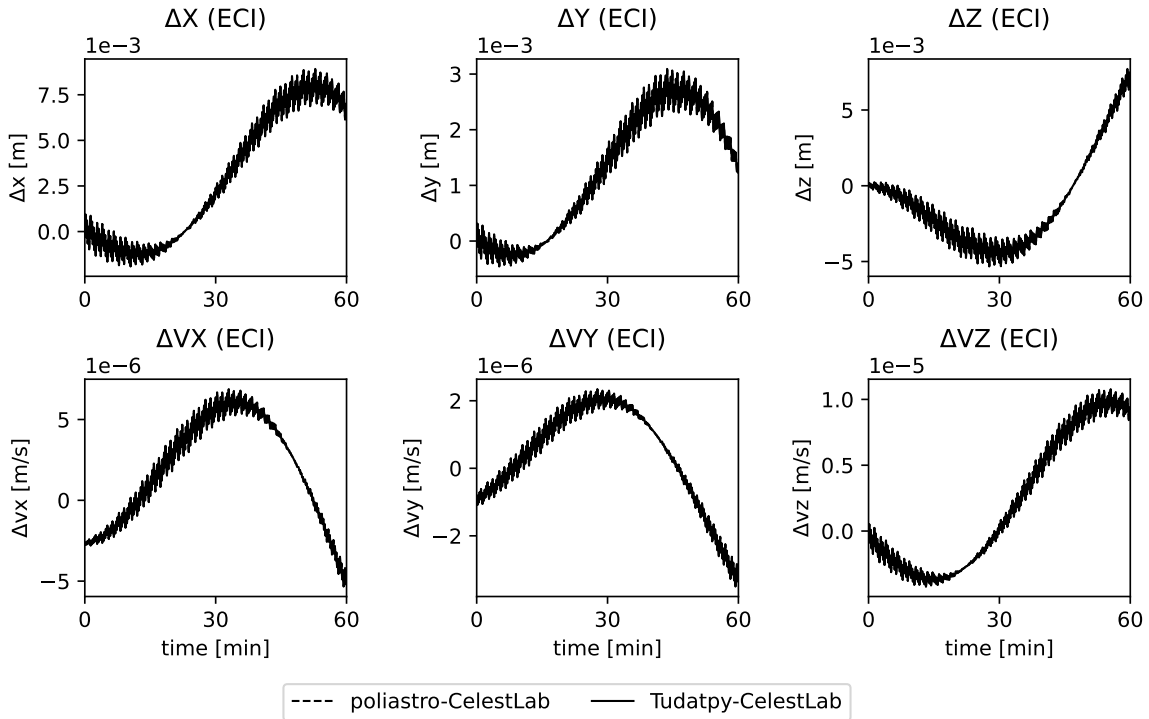 ΔX (ECI)
1e−3
Δx [m]
7.5
5.0
2.5
0.0
0
30
60
ΔY (ECI)
1e−3
Δy [m]
3
2
1
0
0
30
60
ΔZ (ECI)
1e−3
Δz [m]
5
0
−5
0
30
60
ΔVX (ECI)
1e−6
Δvx [m/s]
5
0
−5
0
30
60
time [min]
ΔVY (ECI)
1e−6
Δvy [m/s]
2
0
−2
0
30
60
time [min]
ΔVZ (ECI)
1e−5
Δvz [m/s]
1.0
0.5
0.0
0
30
60
time [min]
poliastro-CelestLab
Tudatpy-CelestLab